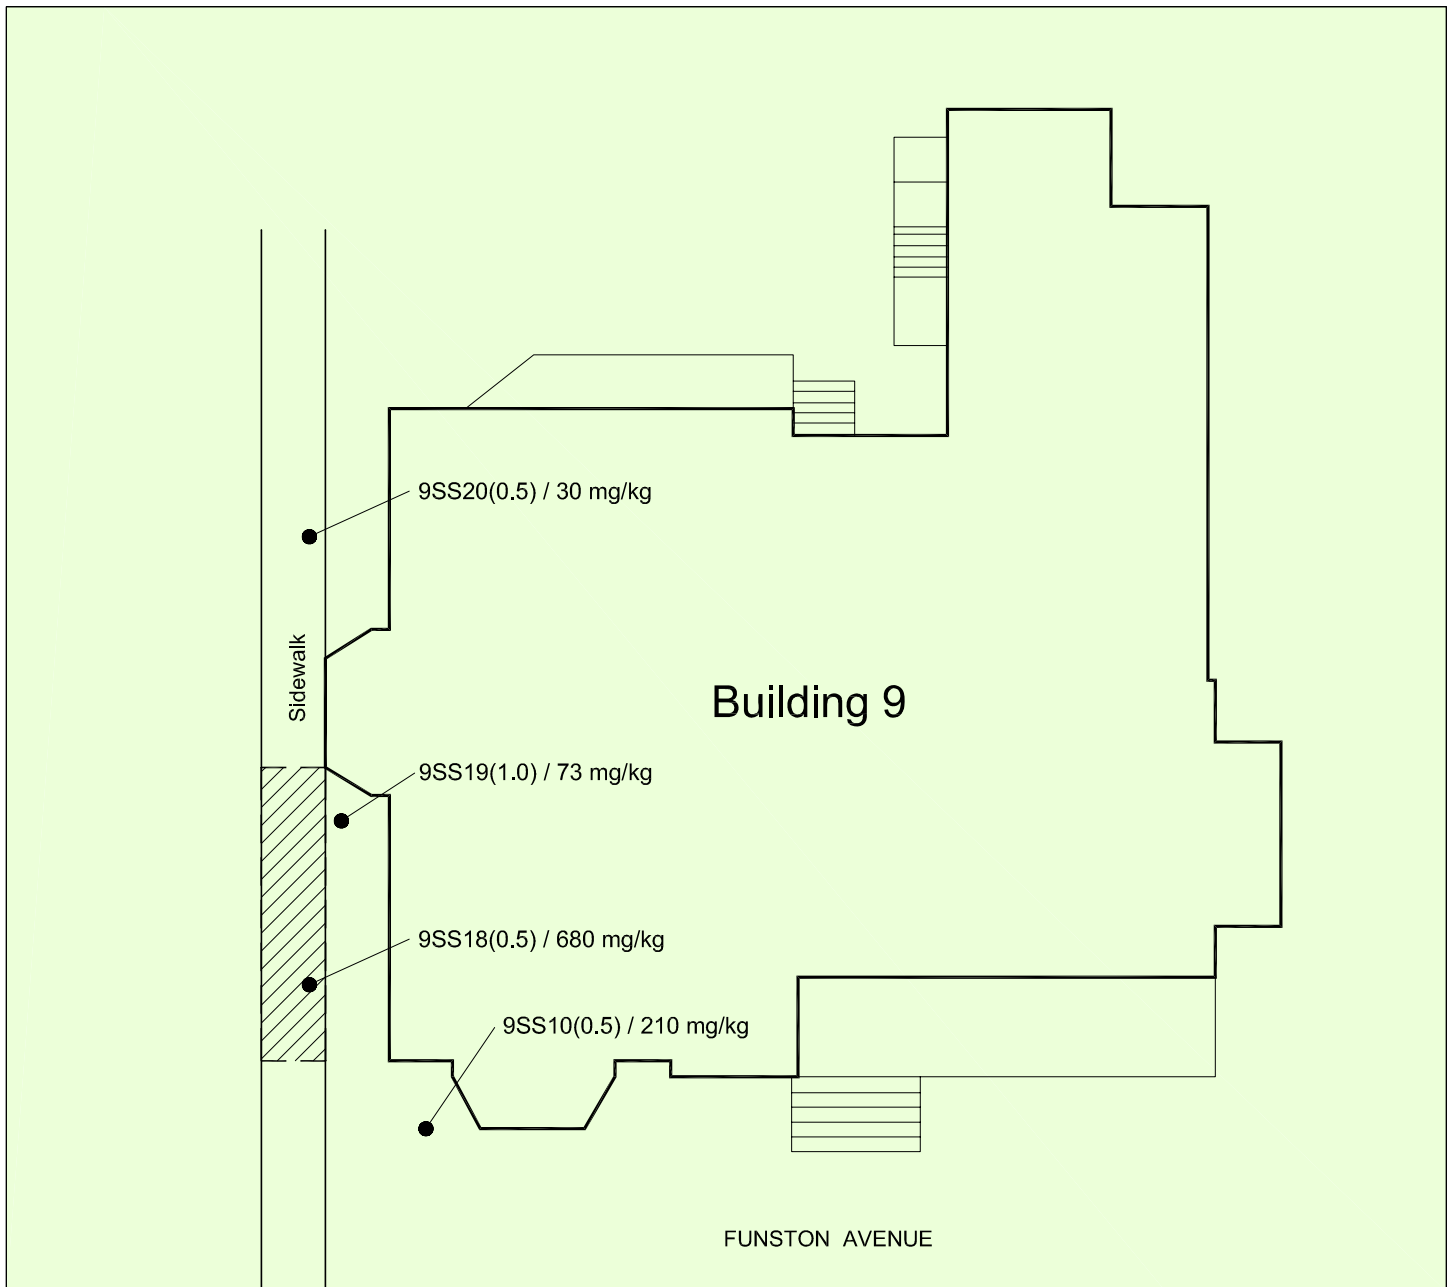 9SS20(0.5) / 30 mg/kg
Sidewalk
Building 9
9SS19(1.0) / 73 mg/kg
9SS18(0.5) / 680 mg/kg
9SS10(0.5) / 210 mg/kg
FUNSTON AVENUE